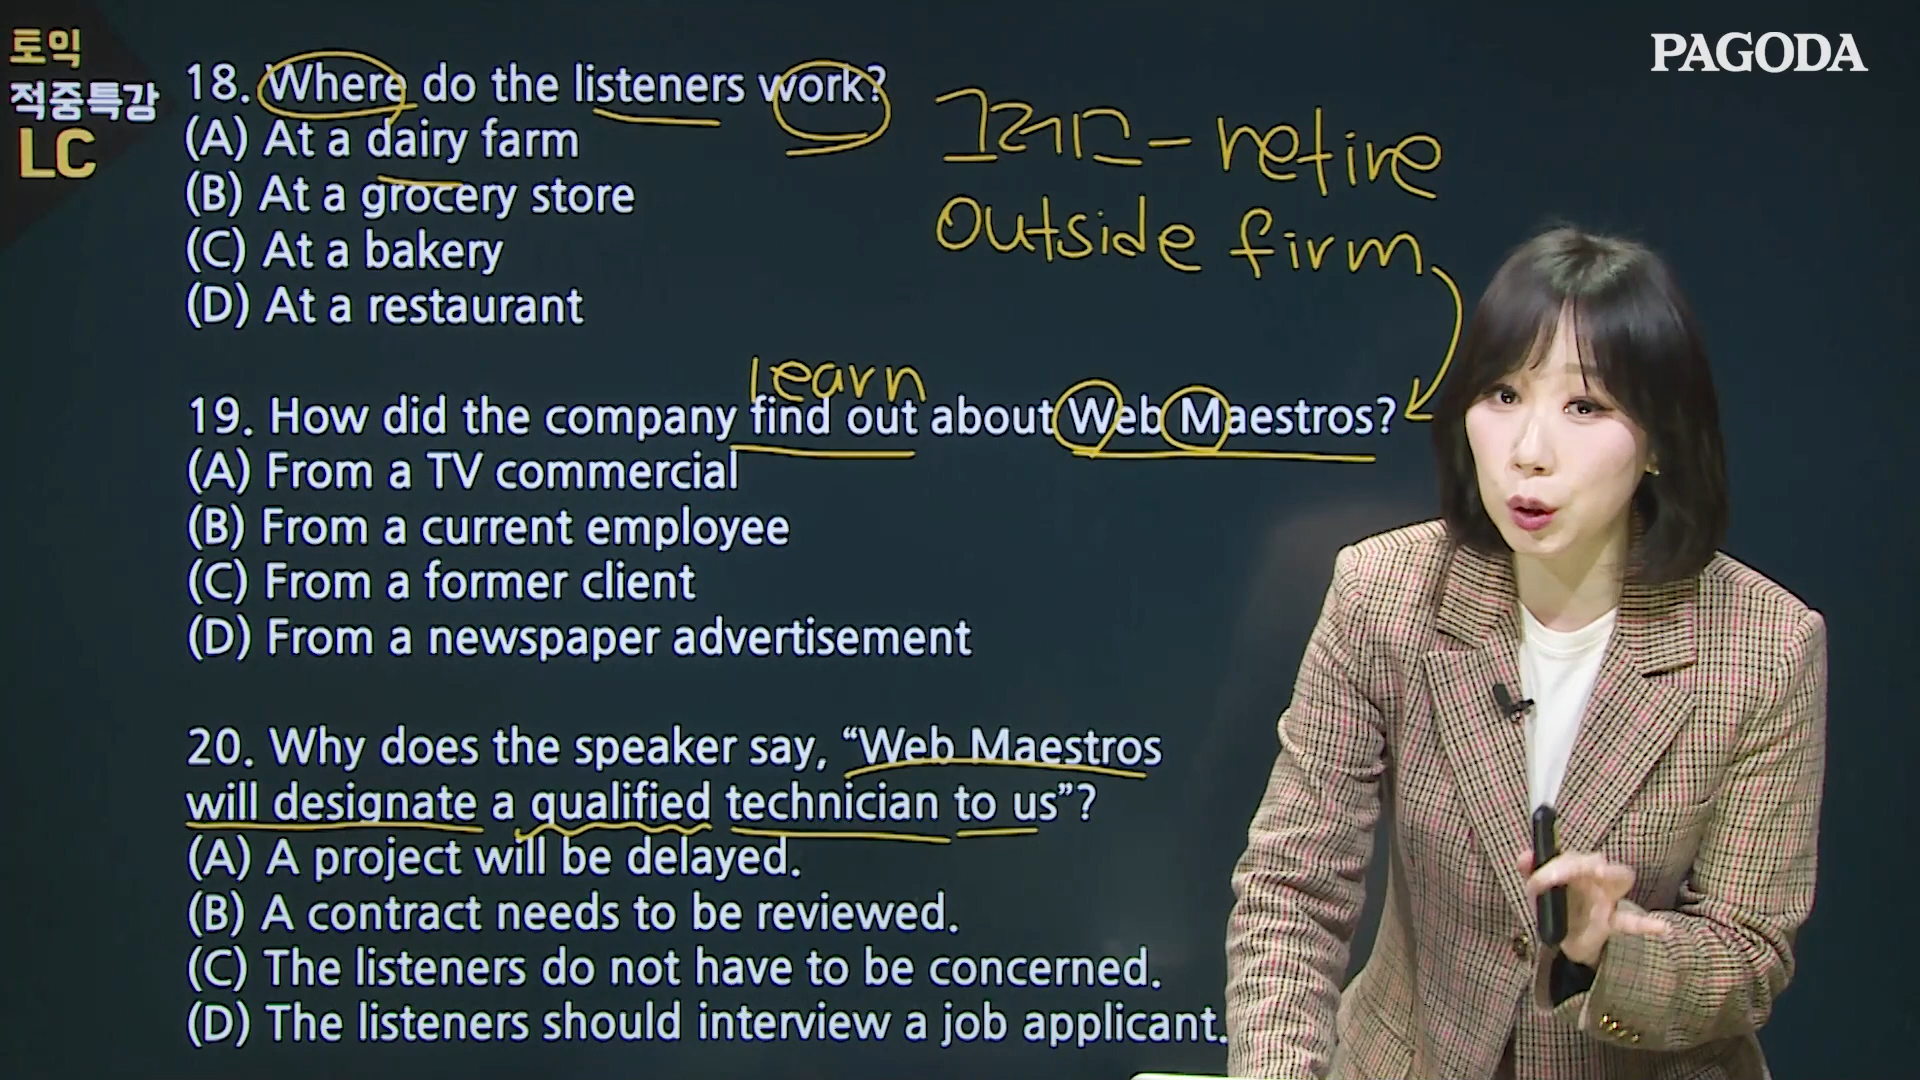 토익
적중특강
LC
PAGODA
18. Where do the listeners work?
(A) At a dairy farm
(B) At a grocery store
(C) At a bakery
(D) At a restaurant
- retire
outside firm
learn
19. How did the company find out about Web Maestros?
(A) From a TV commercial
(B) From a current employee
(C) From a former client
(D) From a newspaper advertisement
20. Why does the speaker say, “Web Maestros
will designate a qualified technician to us”?
(A) A project will be delayed.
(B) A contract needs to be reviewed.
(C) The listeners do not have to be concerned.
(D) The listeners should interview a job applicant.